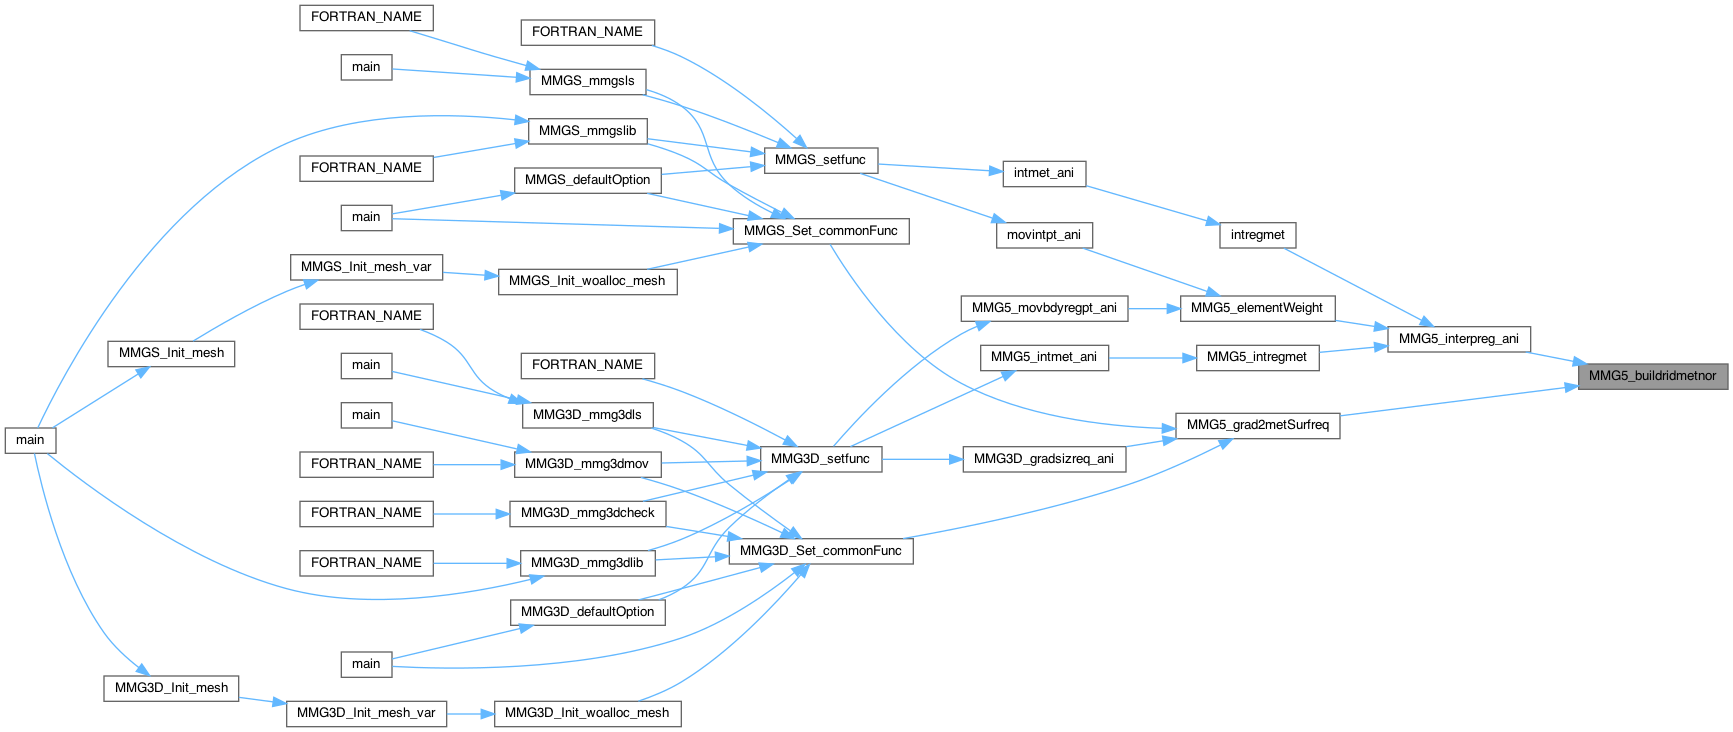 FORTRAN_NAME
FORTRAN_NAME
main
MMGS_mmgsls
MMGS_mmgslib
FORTRAN_NAME
MMGS_setfunc
intmet_ani
MMGS_defaultOption
main
MMGS_Set_commonFunc
movintpt_ani
intregmet
MMGS_Init_mesh_var
MMGS_Init_woalloc_mesh
FORTRAN_NAME
MMG5_movbdyregpt_ani
MMG5_elementWeight
MMG5_interpreg_ani
MMGS_Init_mesh
main
FORTRAN_NAME
MMG5_intmet_ani
MMG5_intregmet
MMG5_buildridmetnor
main
MMG3D_mmg3dls
MMG5_grad2metSurfreq
main
MMG3D_setfunc
MMG3D_gradsizreq_ani
FORTRAN_NAME
MMG3D_mmg3dmov
FORTRAN_NAME
MMG3D_mmg3dcheck
MMG3D_Set_commonFunc
FORTRAN_NAME
MMG3D_mmg3dlib
MMG3D_defaultOption
main
MMG3D_Init_mesh
MMG3D_Init_mesh_var
MMG3D_Init_woalloc_mesh